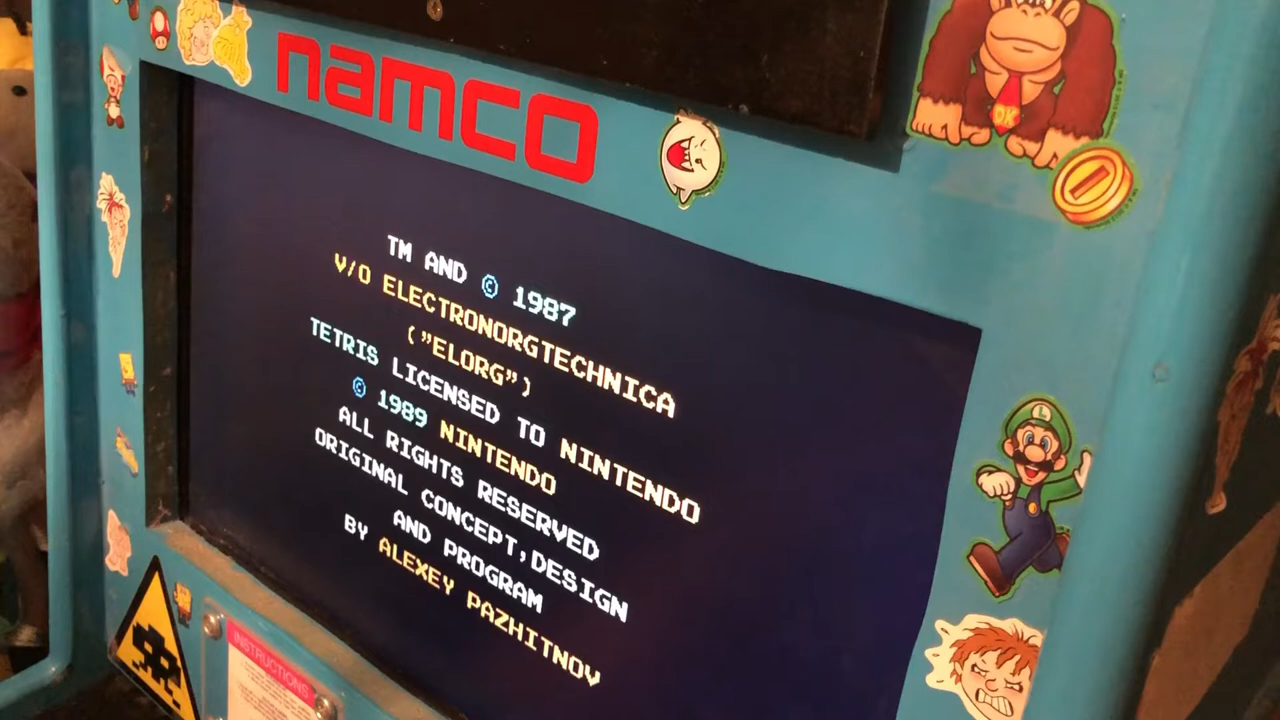 namco
DK
TM AND © 1987
V/O ELECTRONORGTECHNICA
("ELORG")
TETRIS LICENSED TO NINTENDO
© 1989 NINTENDO
ALL RIGHTS RESERVED
ORIGINAL CONCEPT,DESIGN
AND PROGRAM
BY ALEXEY PAZHITNOV
L
INSTRUCTIONS